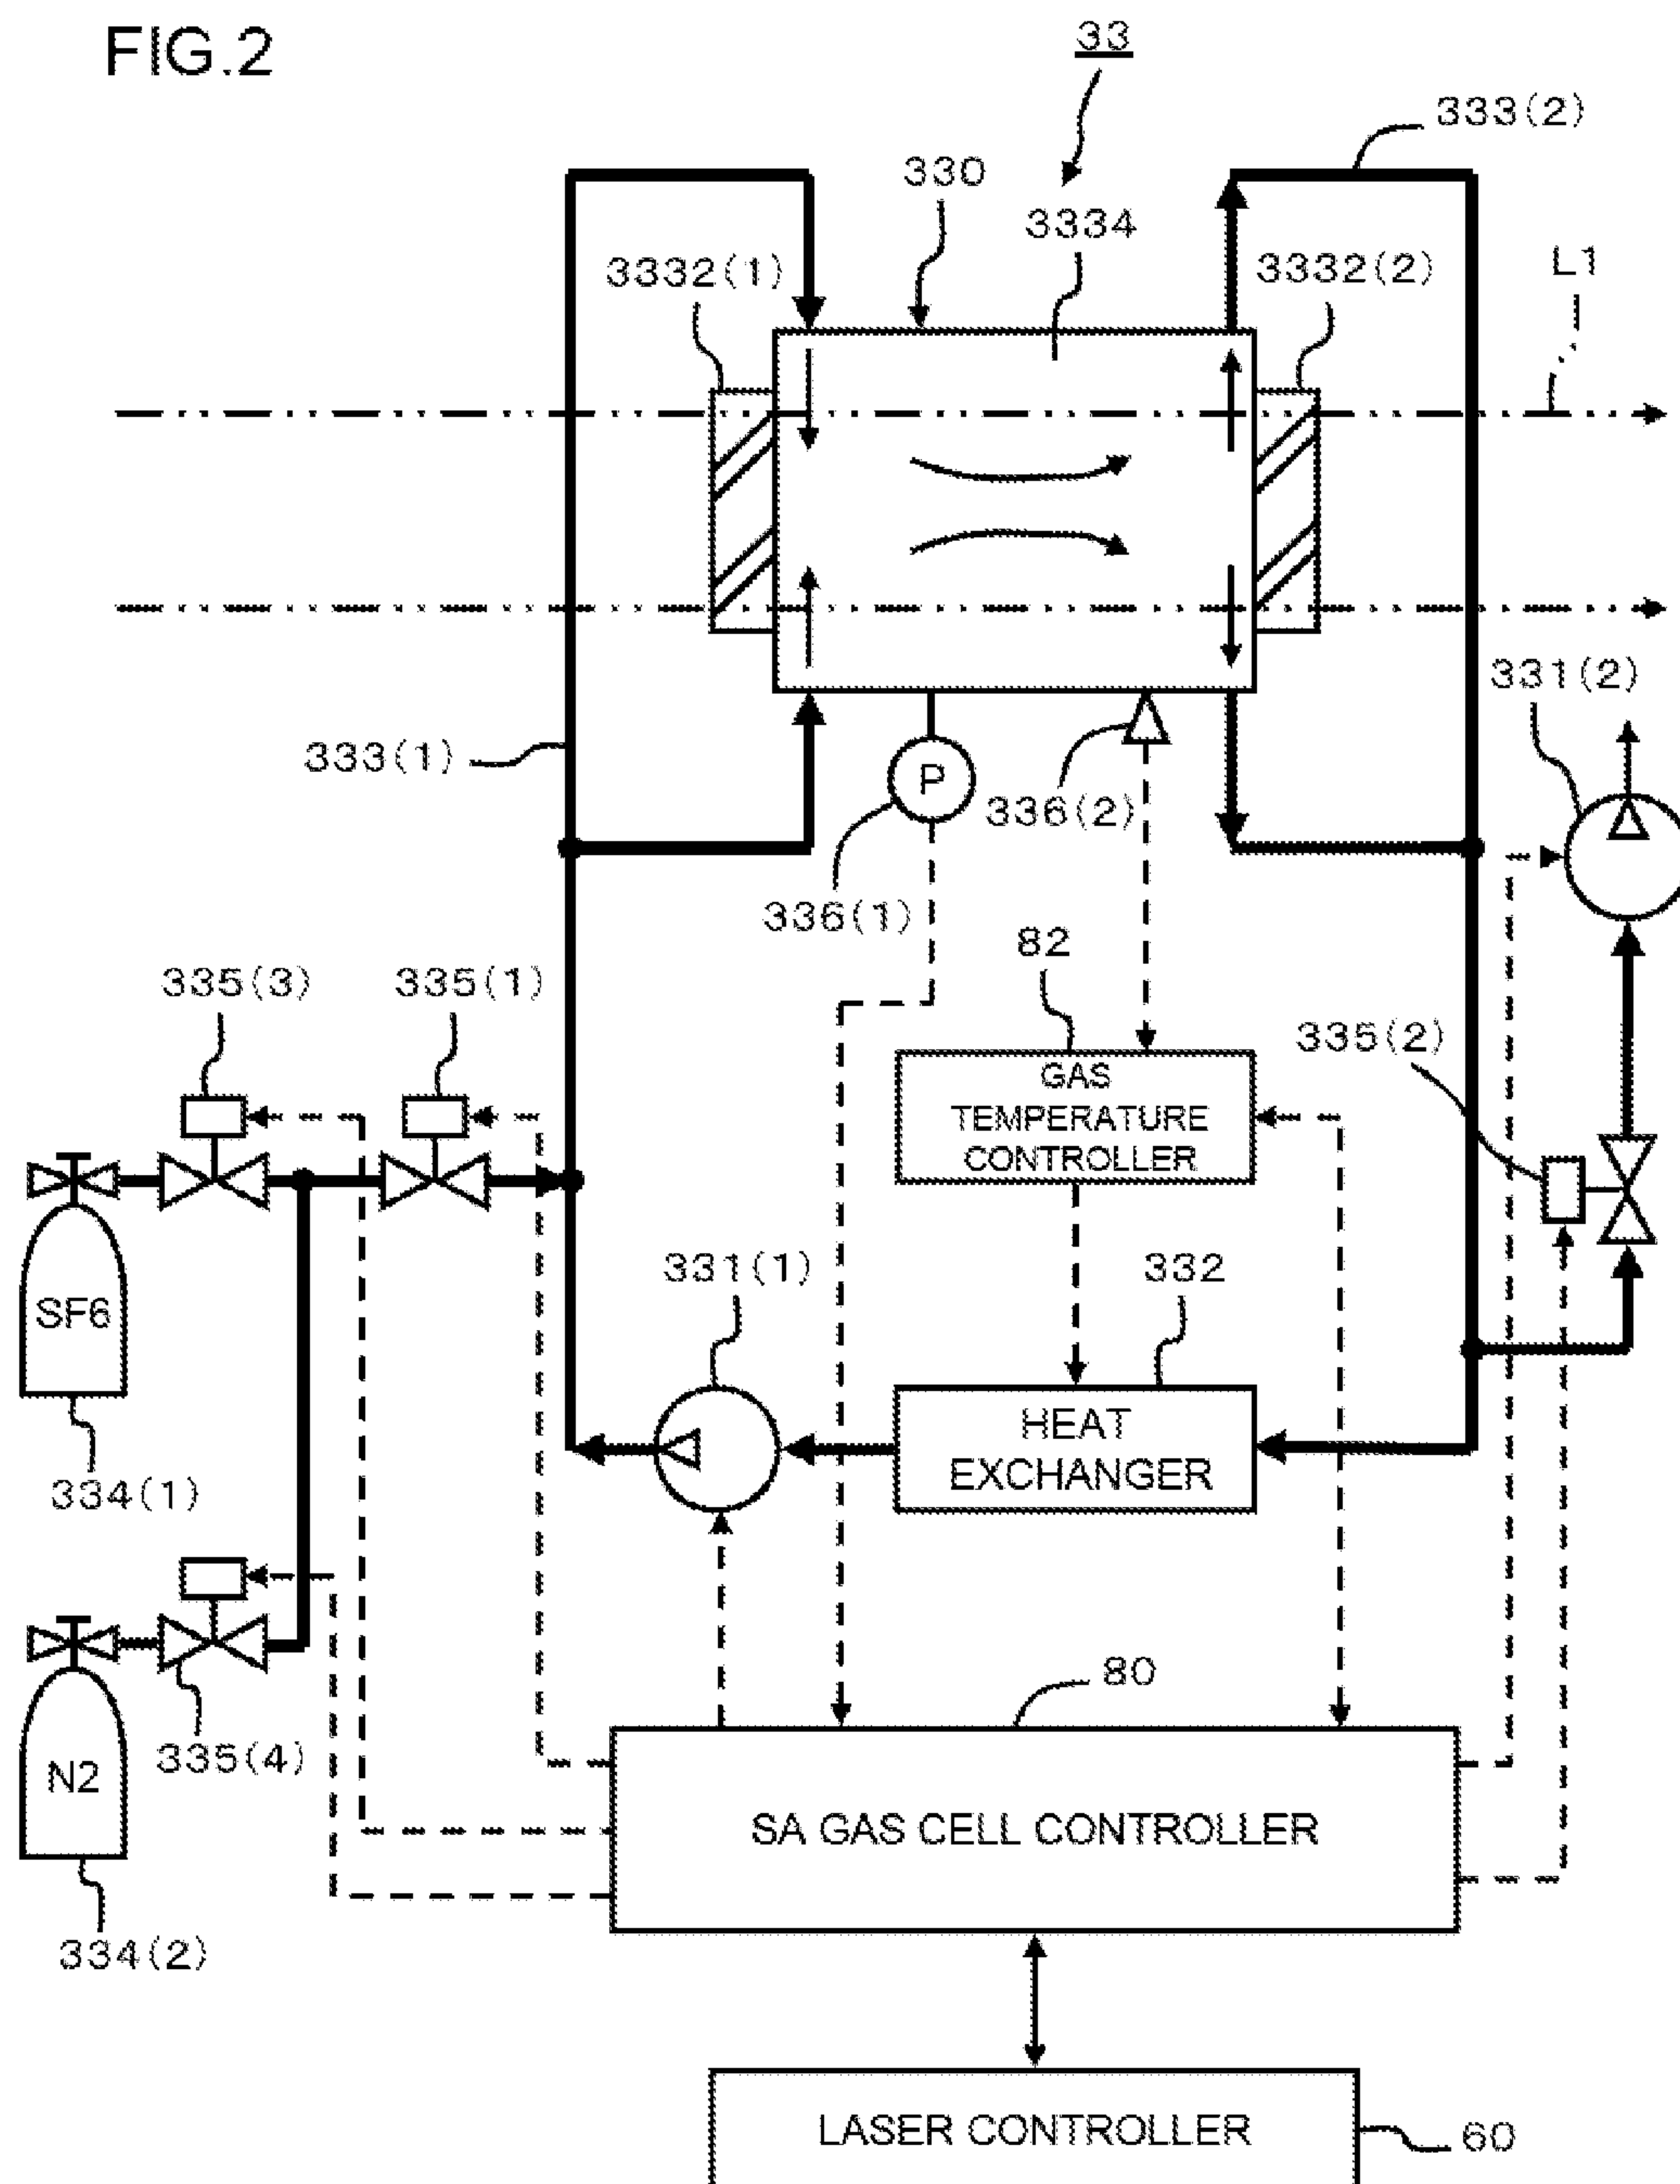 FIG.2
33
333(2)
330
3334
3332(1)
3332(2)
L1
331(2)
333(1)
P
336(2)
336(1)
82
335(3)
335(1)
335(2)
GAS
TEMPERATURE
CONTROLLER
331(1)
332
SF6
HEAT
EXCHANGER
334(1)
80
335(4)
N2
SA GAS CELL CONTROLLER
334(2)
LASER CONTROLLER
60